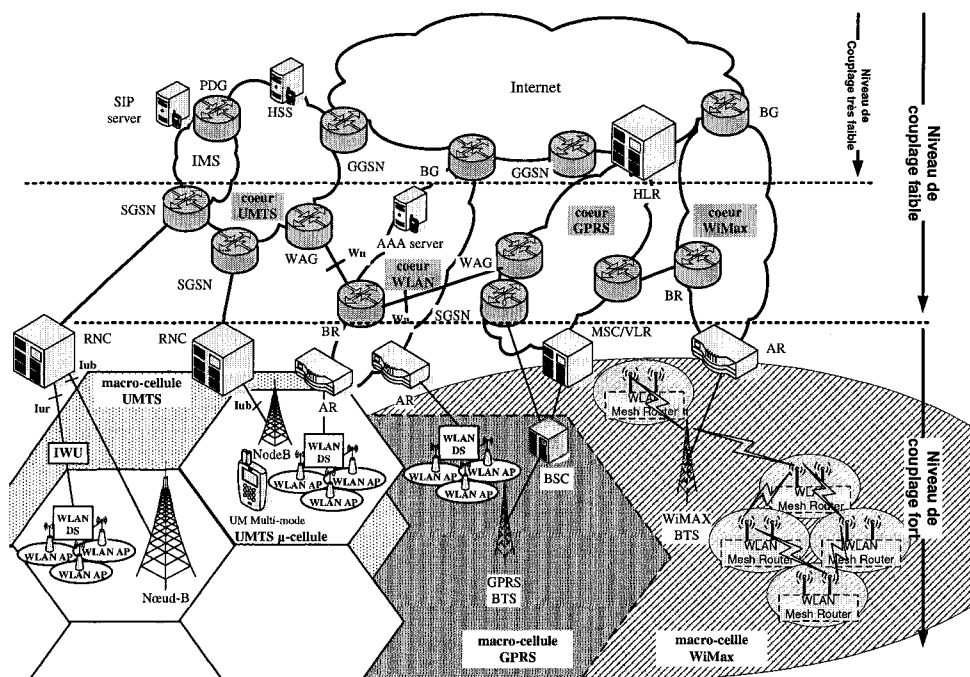 Internet
Niveau de
Couplage très faible
Niveau de
couplage faible
PDG
SIP
server
HSS
BG
IMS
GGSN
BG
GGSN
HLR
SGSN
coeur
UMTS
AAA server
coeur
GPRS
coeur
WiMax
WAG
Wn
WAG
SGSN
coeur
WLAN
BR
BR
Wn
SGSN
RNC
RNC
MSC/VLR
AR
Iub
macro-cellule
UMTS
Iur
Iub
AR
AR
WLAN
Mesh Router
IWU
NodeB
WLAN
DS
WLAN
DS
BSC
Niveau de
couplage fort
WLAN AP
WLAN AP
WLAN AP
WLAN AP
WLAN AP
WLAN AP
UM Multi-mode
UMTS µ-cellule
WLAN
DS
WLAN AP
WLAN AP
WLAN AP
Nœud-B
WiMAX
BTS
WL
Mesh Router
WLAN
Mesh Router
WLAN
Mesh Router
WLAN
Mesh Router
GPRS
BTS
macro-cellule
GPRS
macro-cellle
WiMax